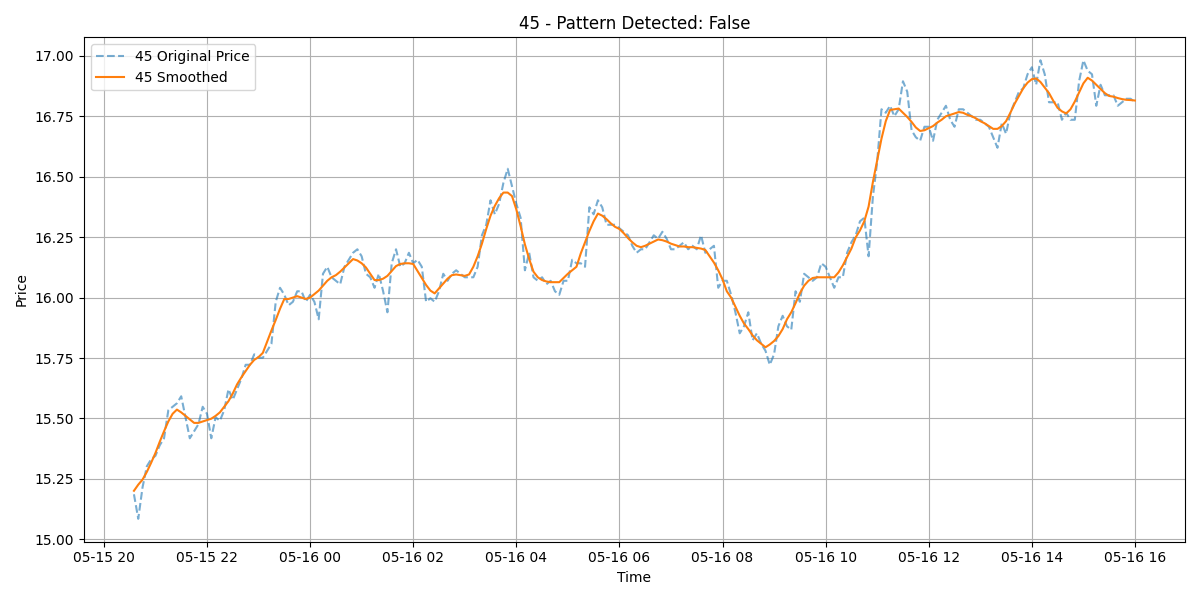 45 - Pattern Detected: False
45 Original Price
45 Smoothed
Price
17.00
16.75
16.50
16.25
16.00
15.75
15.50
15.25
15.00
05-15 20 05-15 22 05-16 00 05-16 02 05-16 04 05-16 06 05-16 08 05-16 10 05-16 12 05-16 14 05-16 16
Time